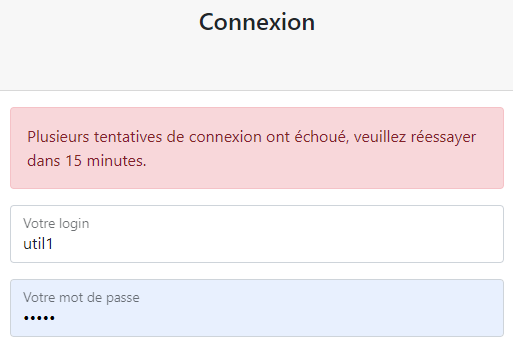 Connexion
Plusieurs tentatives de connexion ont échoué, veuillez réessayer
dans 15 minutes.
Votre login
util1
Votre mot de passe
•••••